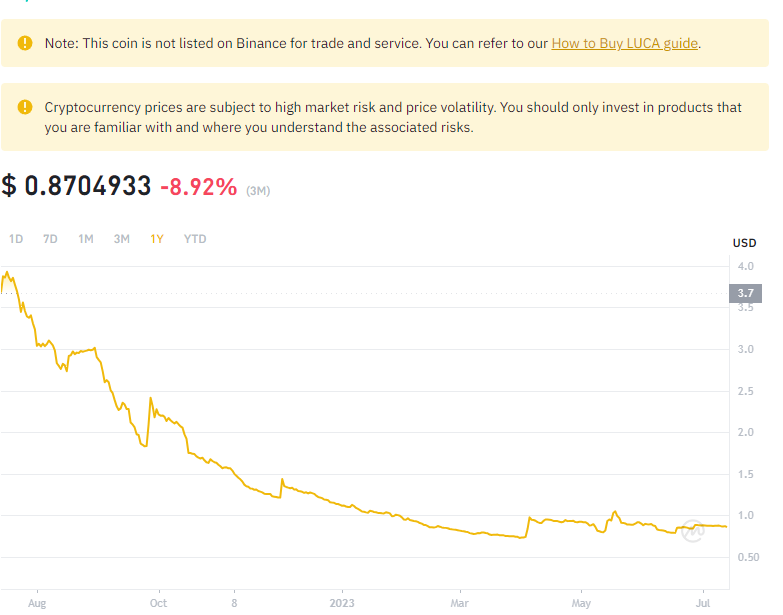 Note: This coin is not listed on Binance for trade and service. You can refer to our How to Buy LUCA guide.
Cryptocurrency prices are subject to high market risk and price volatility. You should only invest in products that
you are familiar with and where you understand the associated risks.
$ 0.8704933 -8.92% (3M)
1D 7D 1M 3M 1Y YTD
USD
4.0
3.7
3.5
3.0
2.5
2.0
1.5
1.0
0.50
Aug Oct 8 2023 Mar May Jul